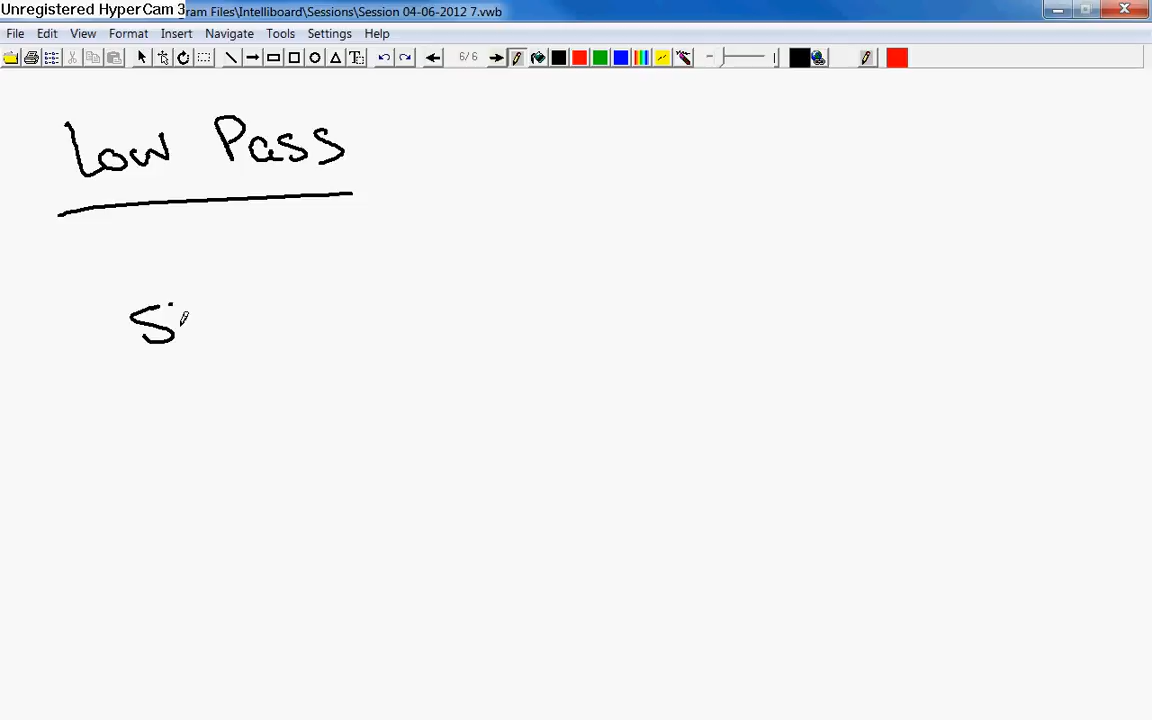 Unregistered HyperCam 3
ram Files\Intelliboard\Sessions\Session 04-06-2012 7.vwb
File Edit View Format Insert Navigate Tools Settings Help
6/6
Low Pass
S